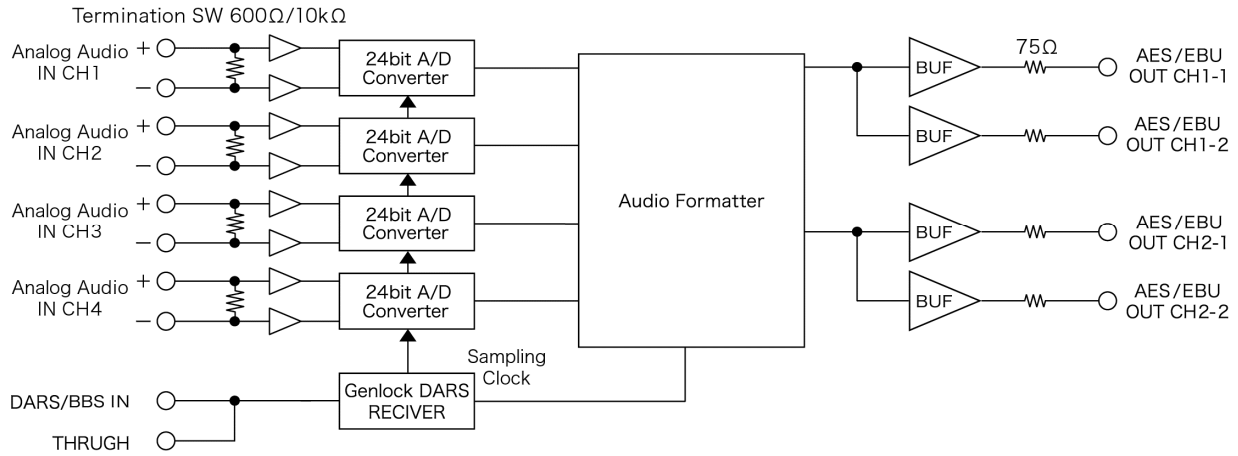 Termination SW 600Ω/10kΩ
Analog Audio
IN CH1
+
−
24bit A/D
Converter
Analog Audio
IN CH2
+
−
24bit A/D
Converter
Analog Audio
IN CH3
+
−
24bit A/D
Converter
Analog Audio
IN CH4
+
−
24bit A/D
Converter
DARS/BBS IN
THRUGH
Genlock DARS
RECIVER
Sampling
Clock
Audio Formatter
BUF
75Ω
AES/EBU
OUT CH1-1
BUF
AES/EBU
OUT CH1-2
BUF
AES/EBU
OUT CH2-1
BUF
AES/EBU
OUT CH2-2